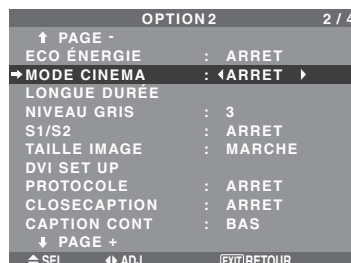 OPTION2 2 / 4
↑ PAGE -
ECO ÉNERGIE : ARRET
→MODE CINEMA : ◂ARRET ▸
LONGUE DURÉE
NIVEAU GRIS : 3
S1/S2 : ARRET
TAILLE IMAGE : MARCHE
DVI SET UP
PROTOCOLE : ARRET
CLOSECAPTION : ARRET
CAPTION CONT : BAS
↓ PAGE +
SEL. ADJ. EXIT RETOUR